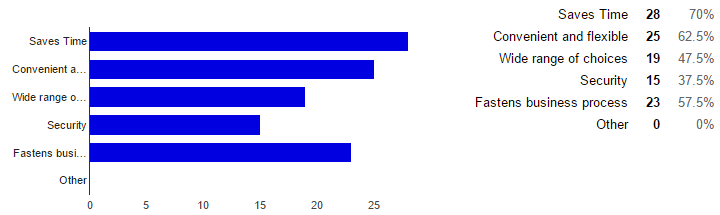 Saves Time
Convenient a...
Wide range o...
Security
Fastens busi...
Other
0 5 10 15 20 25
Saves Time 28 70%
Convenient and flexible 25 62.5%
Wide range of choices 19 47.5%
Security 15 37.5%
Fastens business process 23 57.5%
Other 0 0%